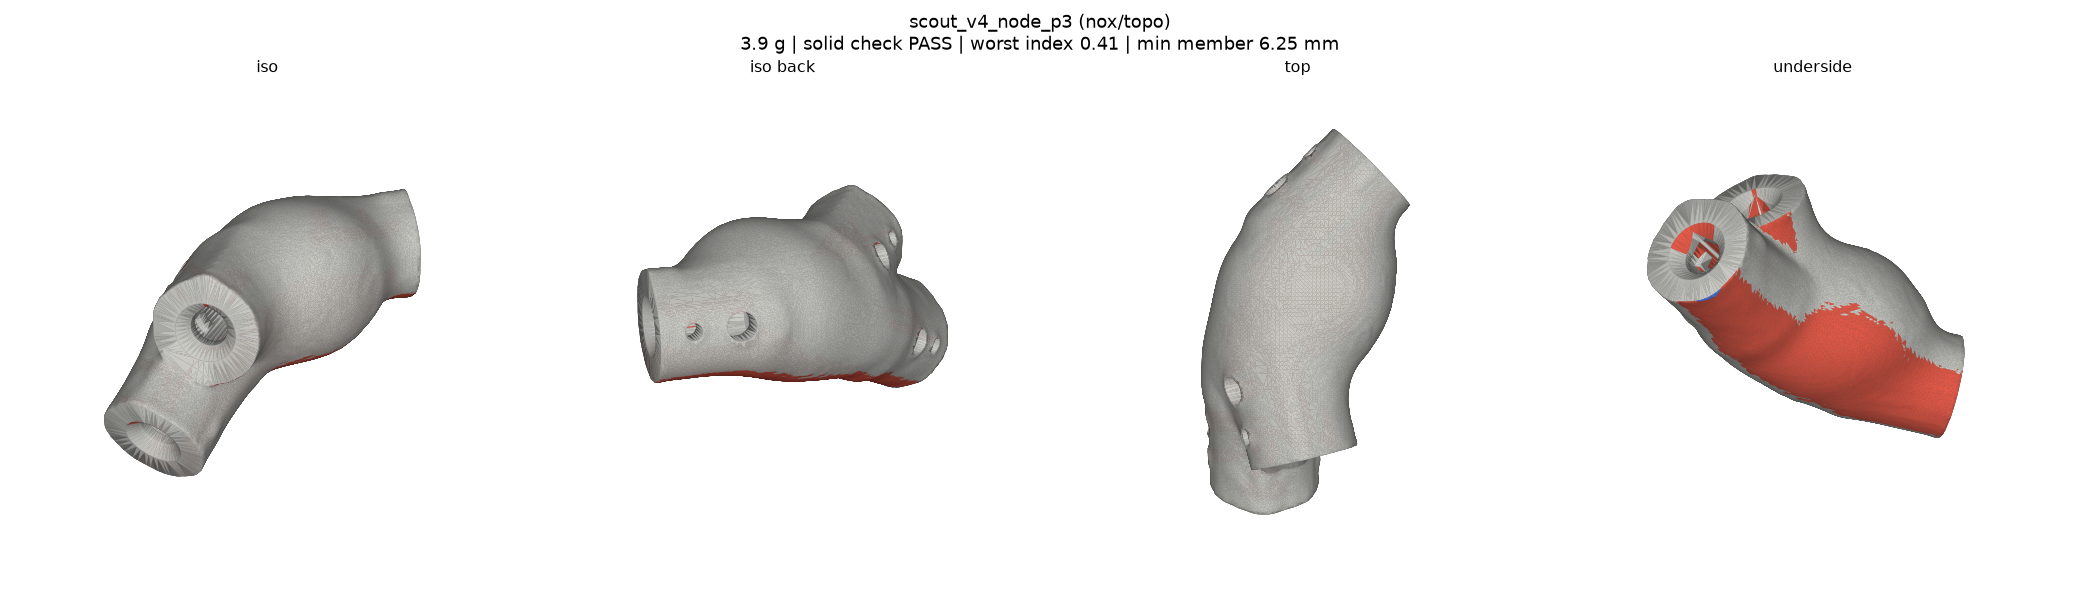 scout_v4_node_p3 (nox/topo)
3.9 g | solid check PASS | worst index 0.41 | min member 6.25 mm
iso
iso back
top
underside